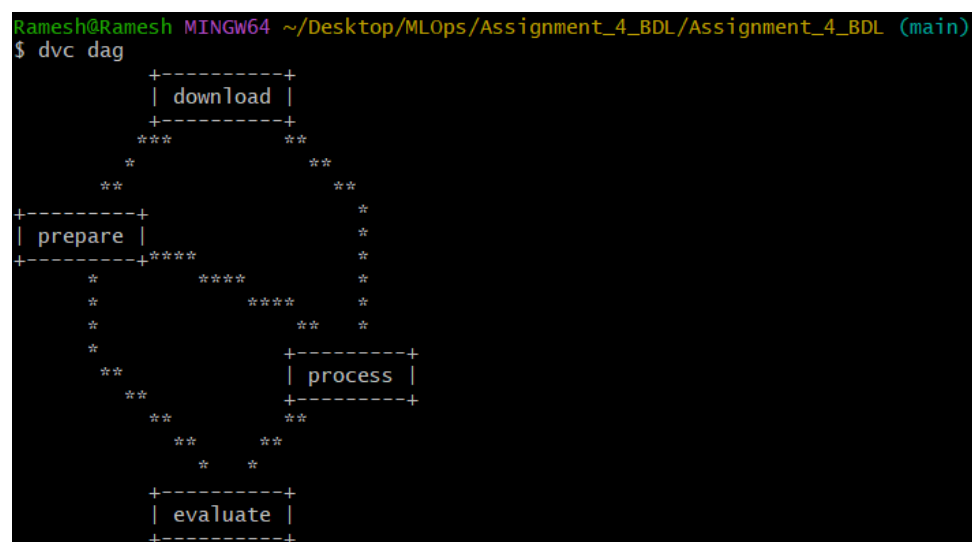 Ramesh@Ramesh MINGW64 ~/Desktop/MLOps/Assignment_4_BDL/Assignment_4_BDL (main)
$ dvc dag
           +----------+
           | download |
           +----------+
          ***        **
         *             **
       **                **
+---------+                *
| prepare |                *
+---------+****            *
      *        ****        *
      *            ****    *
      *                **  *
      *               +---------+
       **             | process |
         **           +---------+
           **         **
             **     **
               *   *
           +----------+
           | evaluate |
           +----------+